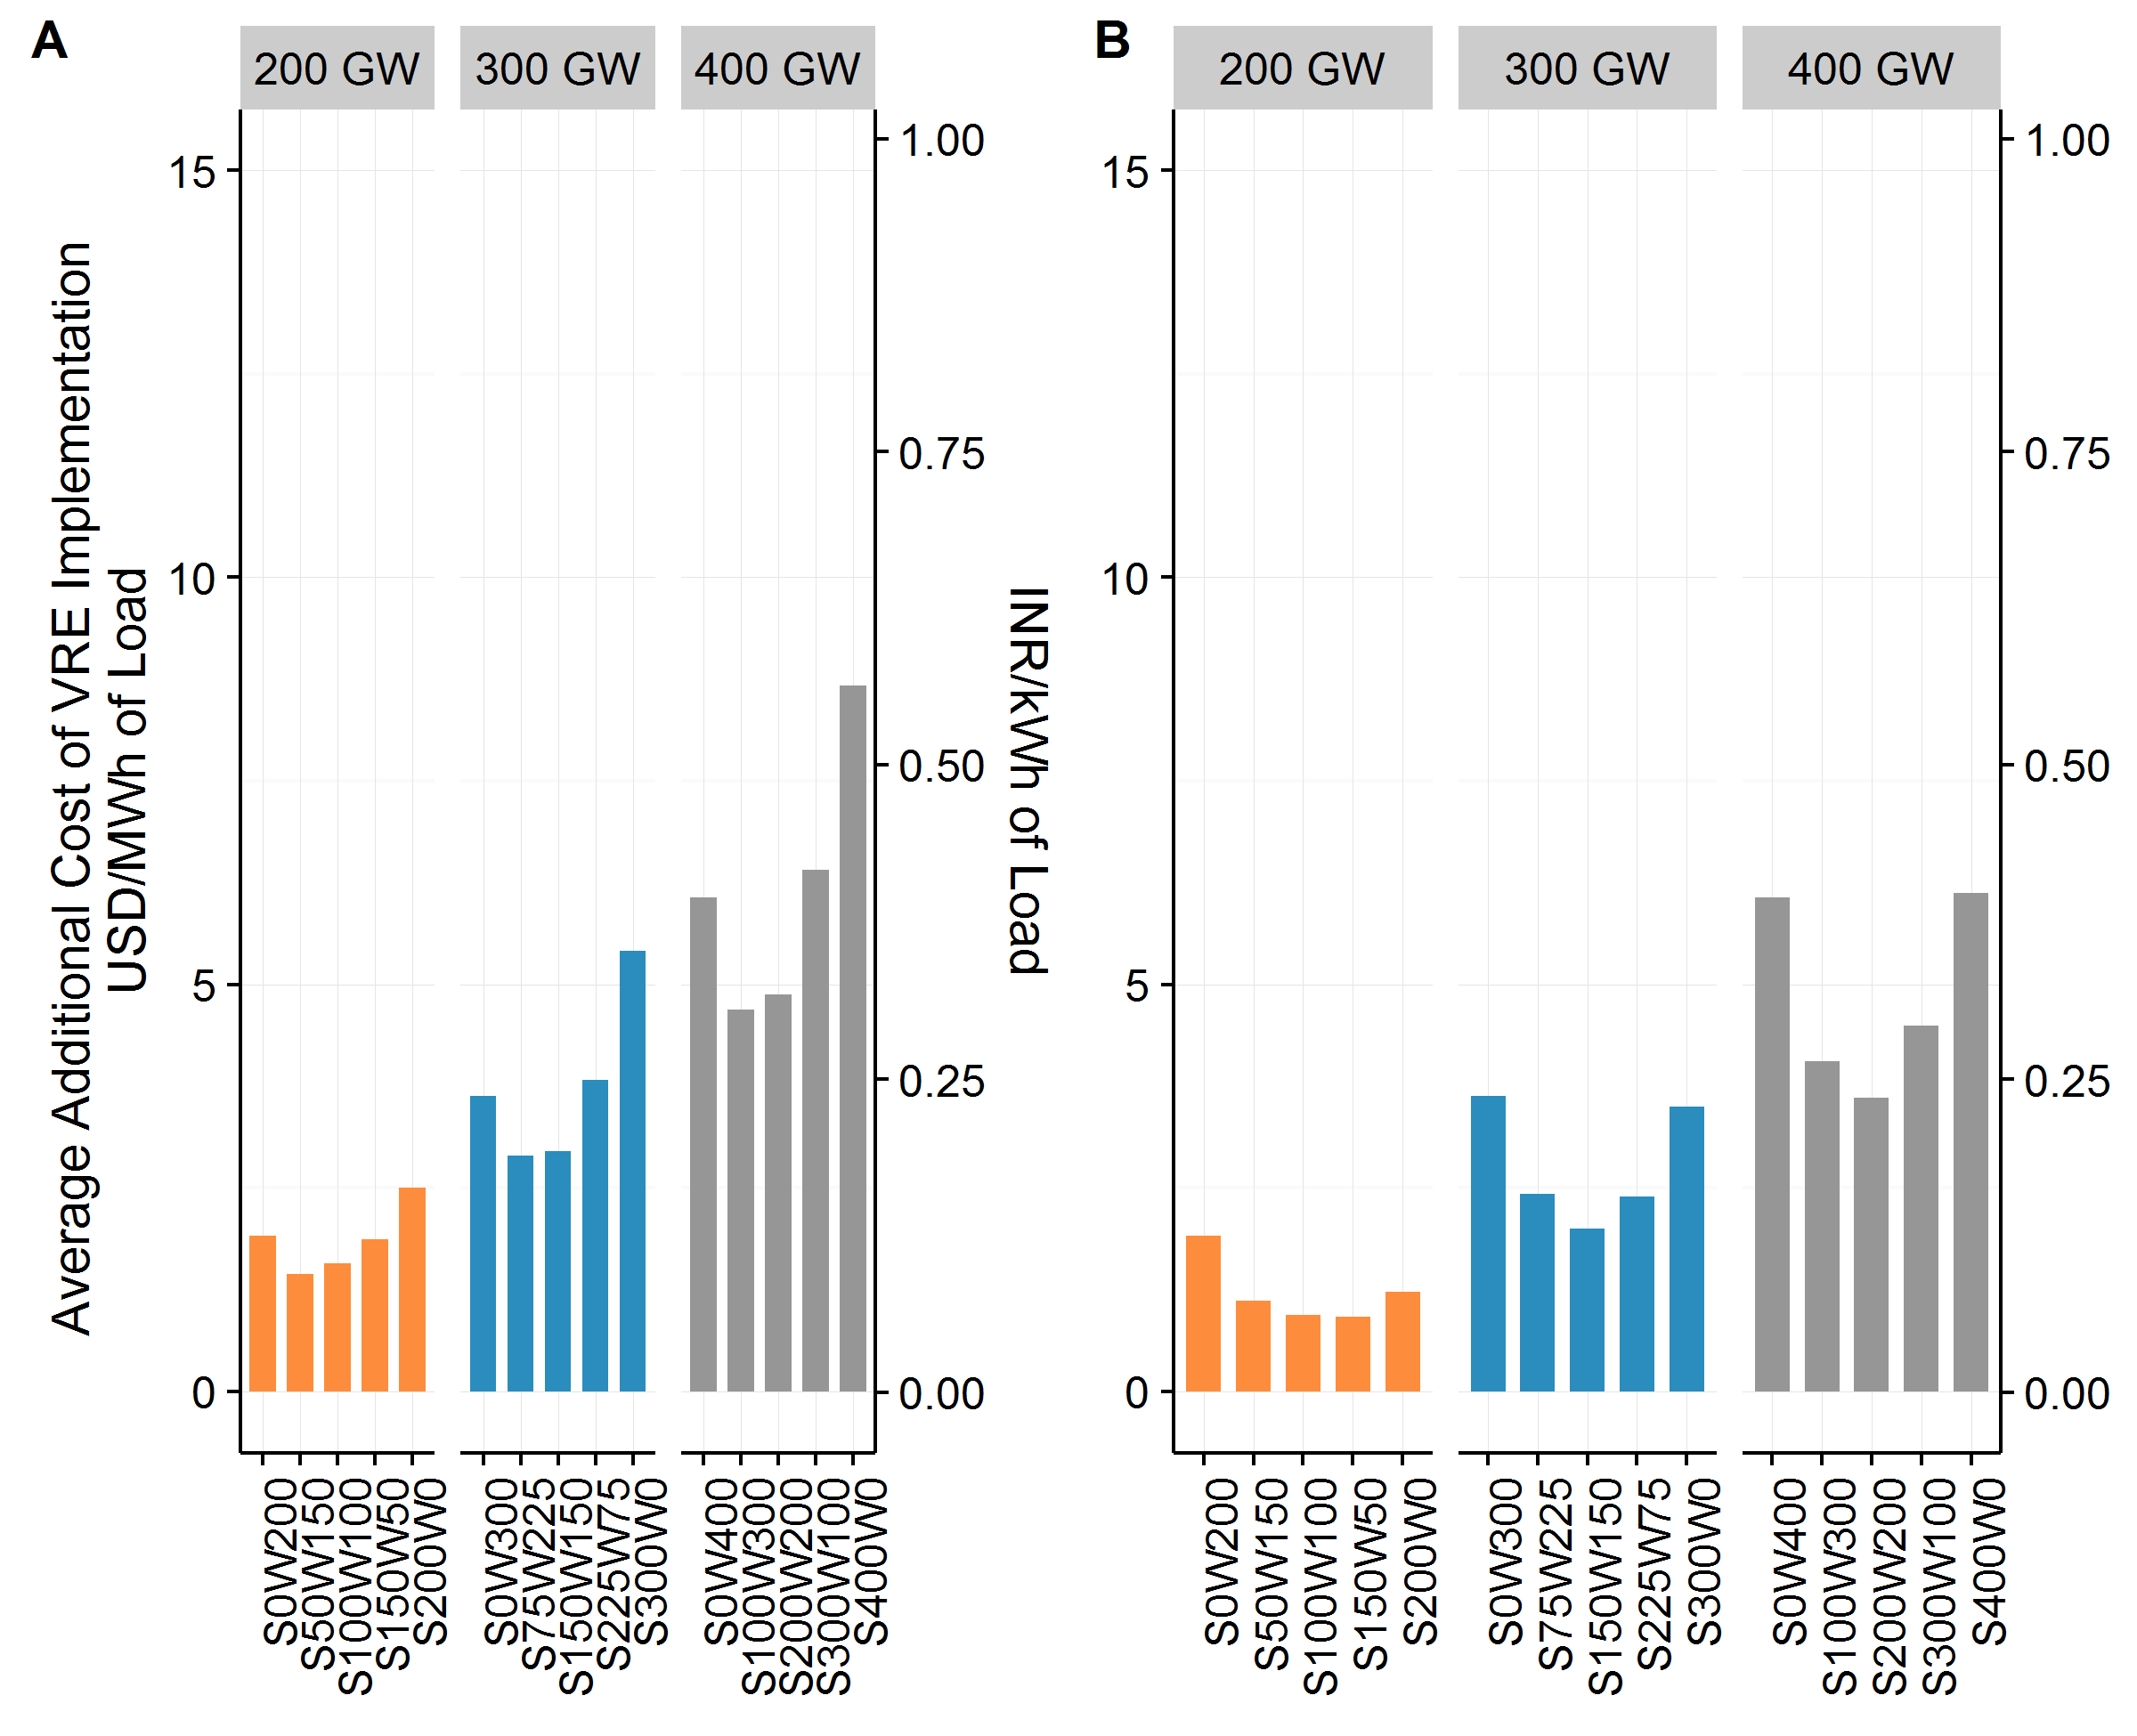 A
200 GW
300 GW
400 GW
Average Additional Cost of VRE Implementation
USD/MWh of Load
15
10
5
0
1.00
0.75
0.50
0.25
0.00
INR/kWh of Load
S0W200
S50W150
S100W100
S150W50
S200W0
S0W300
S75W225
S150W150
S225W75
S300W0
S0W400
S100W300
S200W200
S300W100
S400W0
B
200 GW
300 GW
400 GW
15
10
5
0
1.00
0.75
0.50
0.25
0.00
S0W200
S50W150
S100W100
S150W50
S200W0
S0W300
S75W225
S150W150
S225W75
S300W0
S0W400
S100W300
S200W200
S300W100
S400W0